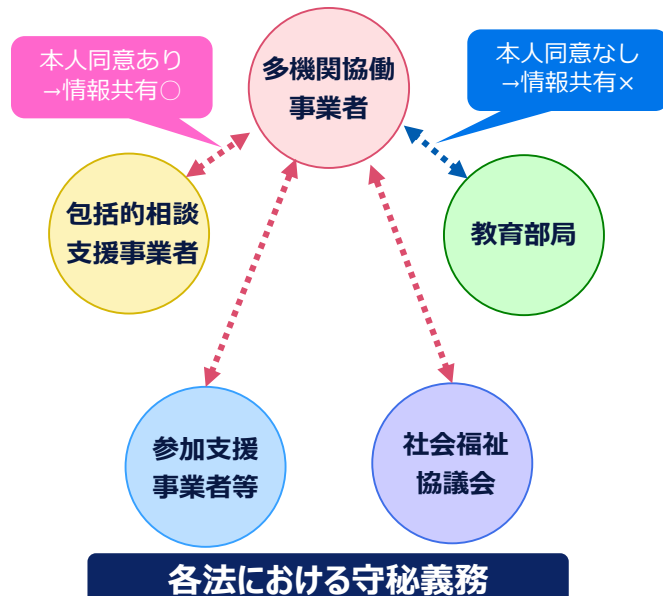 本人同意あり
→情報共有○
多機関協働
事業者
本人同意なし
→情報共有×
包括的相談
支援事業者
教育部局
参加支援
事業者等
社会福祉
協議会
各法における守秘義務